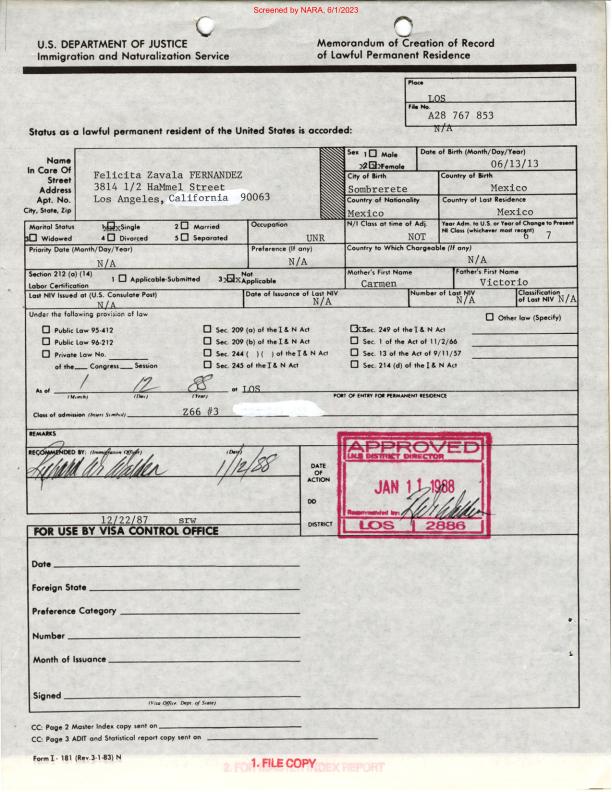 Screened by NARA, 6/1/2023
U.S. DEPARTMENT OF JUSTICE
Immigration and Naturalization Service
Memorandum of Creation of Record
of Lawful Permanent Residence
Place
LOS
File No.
A28 767 853
N/A
Status as a lawful permanent resident of the United States is accorded:
Name
In Care Of
Street
Address
Apt. No.
City, State, Zip
Felicita Zavala FERNANDEZ
3814 1/2 HaMmel Street
Los Angeles, California 90063
Sex 1 ☐ Male
2 ☒ Female
Date of Birth (Month/Day/Year)
06/13/13
City of Birth
Sombrerete
Country of Birth
Mexico
Country of Nationality
Mexico
Country of Last Residence
Mexico
Marital Status
Single
2 ☐ Married
3 Widowed
4 ☐ Divorced
5 ☐ Separated
Occupation
UNR
N/I Class at time of Adj.
NOT
Year Adm. to U.S. or Year of Change to Present
NI Class (whichever most recent)
6 7
Priority Date (Month/Day/Year)
N/A
Preference (If any)
N/A
Country to Which Chargeable (If any)
N/A
Section 212 (a) (14)
Labor Certification
1 ☐ Applicable-Submitted
3 ☒ Not
Applicable
Mother's First Name
Carmen
Father's First Name
Victorio
Last NIV Issued at (U.S. Consulate Post)
N/A
Date of Issuance of Last NIV
N/A
Number of Last NIV
N/A
Classification
of Last NIV N/A
Under the following provision of law
☐ Other law (Specify)
☐ Public Law 95-412
☐ Sec. 209 (a) of the I & N Act
☒ Sec. 249 of the I & N Act
☐ Public Law 96-212
☐ Sec. 209 (b) of the I & N Act
☐ Sec. 1 of the Act of 11/2/66
☐ Private Law No.
☐ Sec. 244 ( ) ( ) of the I & N Act
☐ Sec. 13 of the Act of 9/11/57
of the ___ Congress ___ Session
☐ Sec. 245 of the I & N Act
☐ Sec. 214 (d) of the I & N Act
As of 1 12 88 at LOS
(Month) (Day) (Year)
PORT OF ENTRY FOR PERMANENT RESIDENCE
Class of admission (Insert Symbol) Z66 #3
REMARKS
RECOMMENDED BY: (Immigration Officer) (Date)
1/12/88
12/22/87 srw
DATE
OF
ACTION
DD
DISTRICT
APPROVED
I.N.S DISTRICT DIRECTOR
JAN 11 1988
Recommended by:
LOS 2886
FOR USE BY VISA CONTROL OFFICE
Date
Foreign State
Preference Category
Number
Month of Issuance
Signed
(Visa Office, Dept. of State)
CC: Page 2 Master Index copy sent on
CC: Page 3 ADIT and Statistical report copy sent on
Form I - 181 (Rev. 3-1-83) N
1. FILE COPY